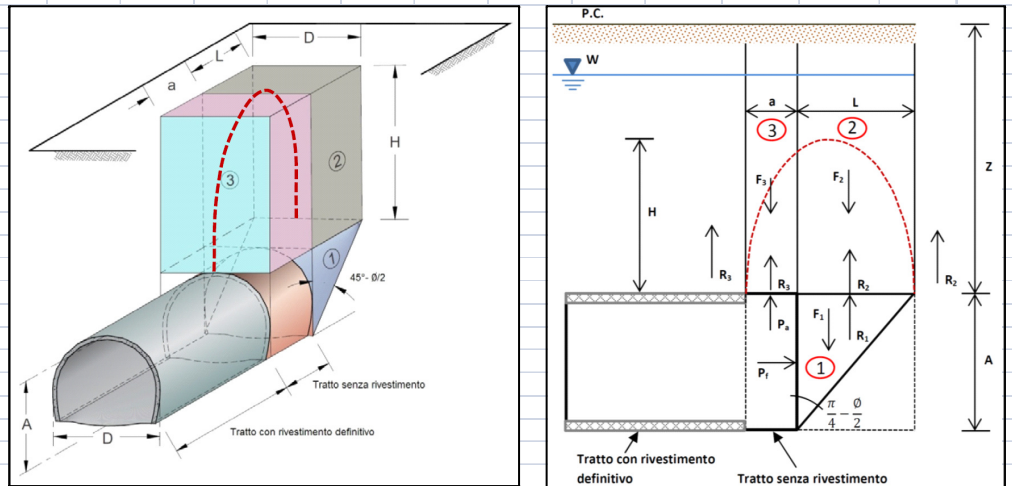 D
L
a
H
②
③
①
45°- Ø/2
Tratto senza rivestimento
Tratto con rivestimento definitivo
A
D
P.C.
W
a
L
③
②
Z
F3
F2
H
R3
R3
R2
R2
Pa
F1
R1
A
Pf
①
π/4 - Ø/2
Tratto con rivestimento
definitivo
Tratto senza rivestimento